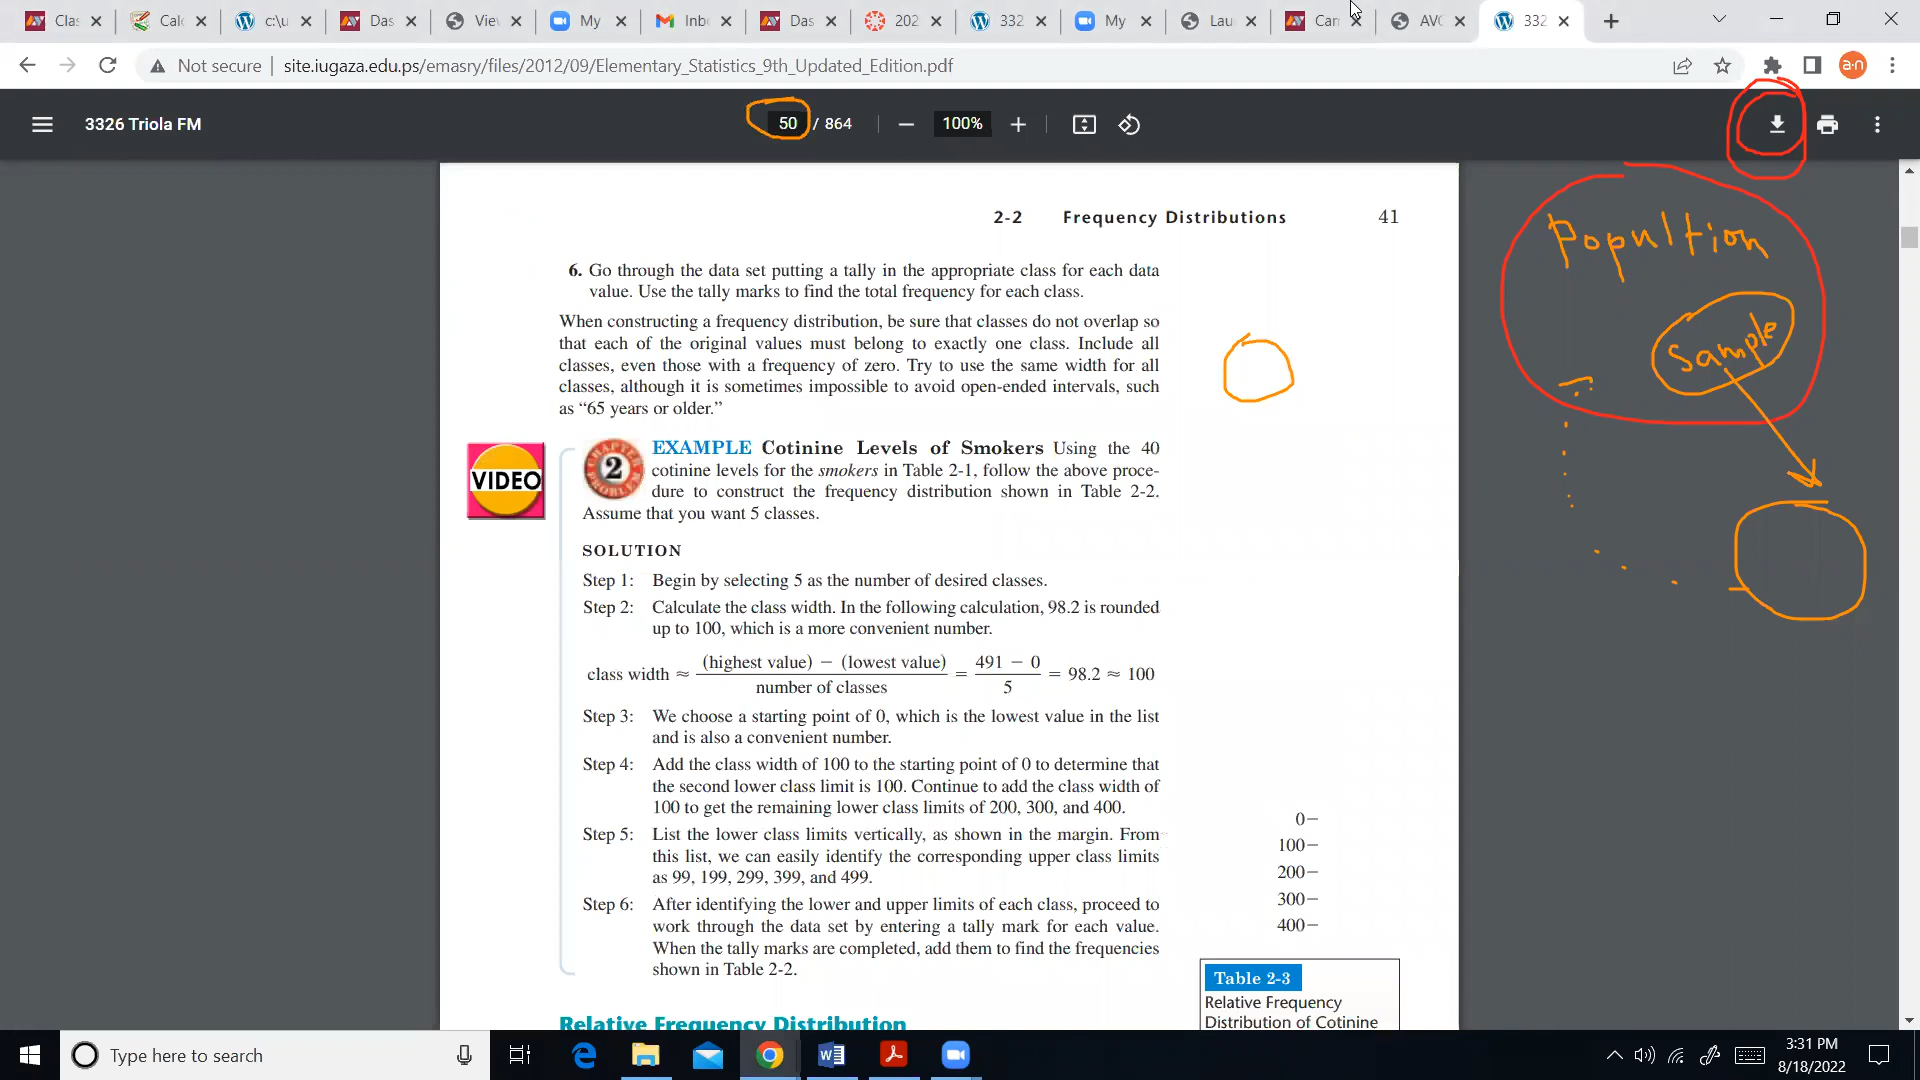 Clas
Calc
c:\u
Das
View
My
Inbo
Das
202
332
My
Lau
Can
AVC
332
Not secure | site.iugaza.edu.ps/emasry/files/2012/09/Elementary_Statistics_9th_Updated_Edition.pdf
a-n
3326 Triola FM
50 / 864
100%
2-2 Frequency Distributions 41
6. Go through the data set putting a tally in the appropriate class for each data
value. Use the tally marks to find the total frequency for each class.
When constructing a frequency distribution, be sure that classes do not overlap so
that each of the original values must belong to exactly one class. Include all
classes, even those with a frequency of zero. Try to use the same width for all
classes, although it is sometimes impossible to avoid open-ended intervals, such
as “65 years or older.”
VIDEO
CHAPTER
2
PROBLEM
EXAMPLE Cotinine Levels of Smokers Using the 40
cotinine levels for the smokers in Table 2-1, follow the above proce-
dure to construct the frequency distribution shown in Table 2-2.
Assume that you want 5 classes.
SOLUTION
Step 1: Begin by selecting 5 as the number of desired classes.
Step 2: Calculate the class width. In the following calculation, 98.2 is rounded
up to 100, which is a more convenient number.
class width ≈ (highest value) − (lowest value) / number of classes = 491 − 0 / 5 = 98.2 ≈ 100
Step 3: We choose a starting point of 0, which is the lowest value in the list
and is also a convenient number.
Step 4: Add the class width of 100 to the starting point of 0 to determine that
the second lower class limit is 100. Continue to add the class width of
100 to get the remaining lower class limits of 200, 300, and 400.
Step 5: List the lower class limits vertically, as shown in the margin. From
this list, we can easily identify the corresponding upper class limits
as 99, 199, 299, 399, and 499.
Step 6: After identifying the lower and upper limits of each class, proceed to
work through the data set by entering a tally mark for each value.
When the tally marks are completed, add them to find the frequencies
shown in Table 2-2.
Relative Frequency Distribution
0–
100–
200–
300–
400–
Table 2-3
Relative Frequency
Distribution of Cotinine
Popultion
Sample
Type here to search
3:31 PM
8/18/2022